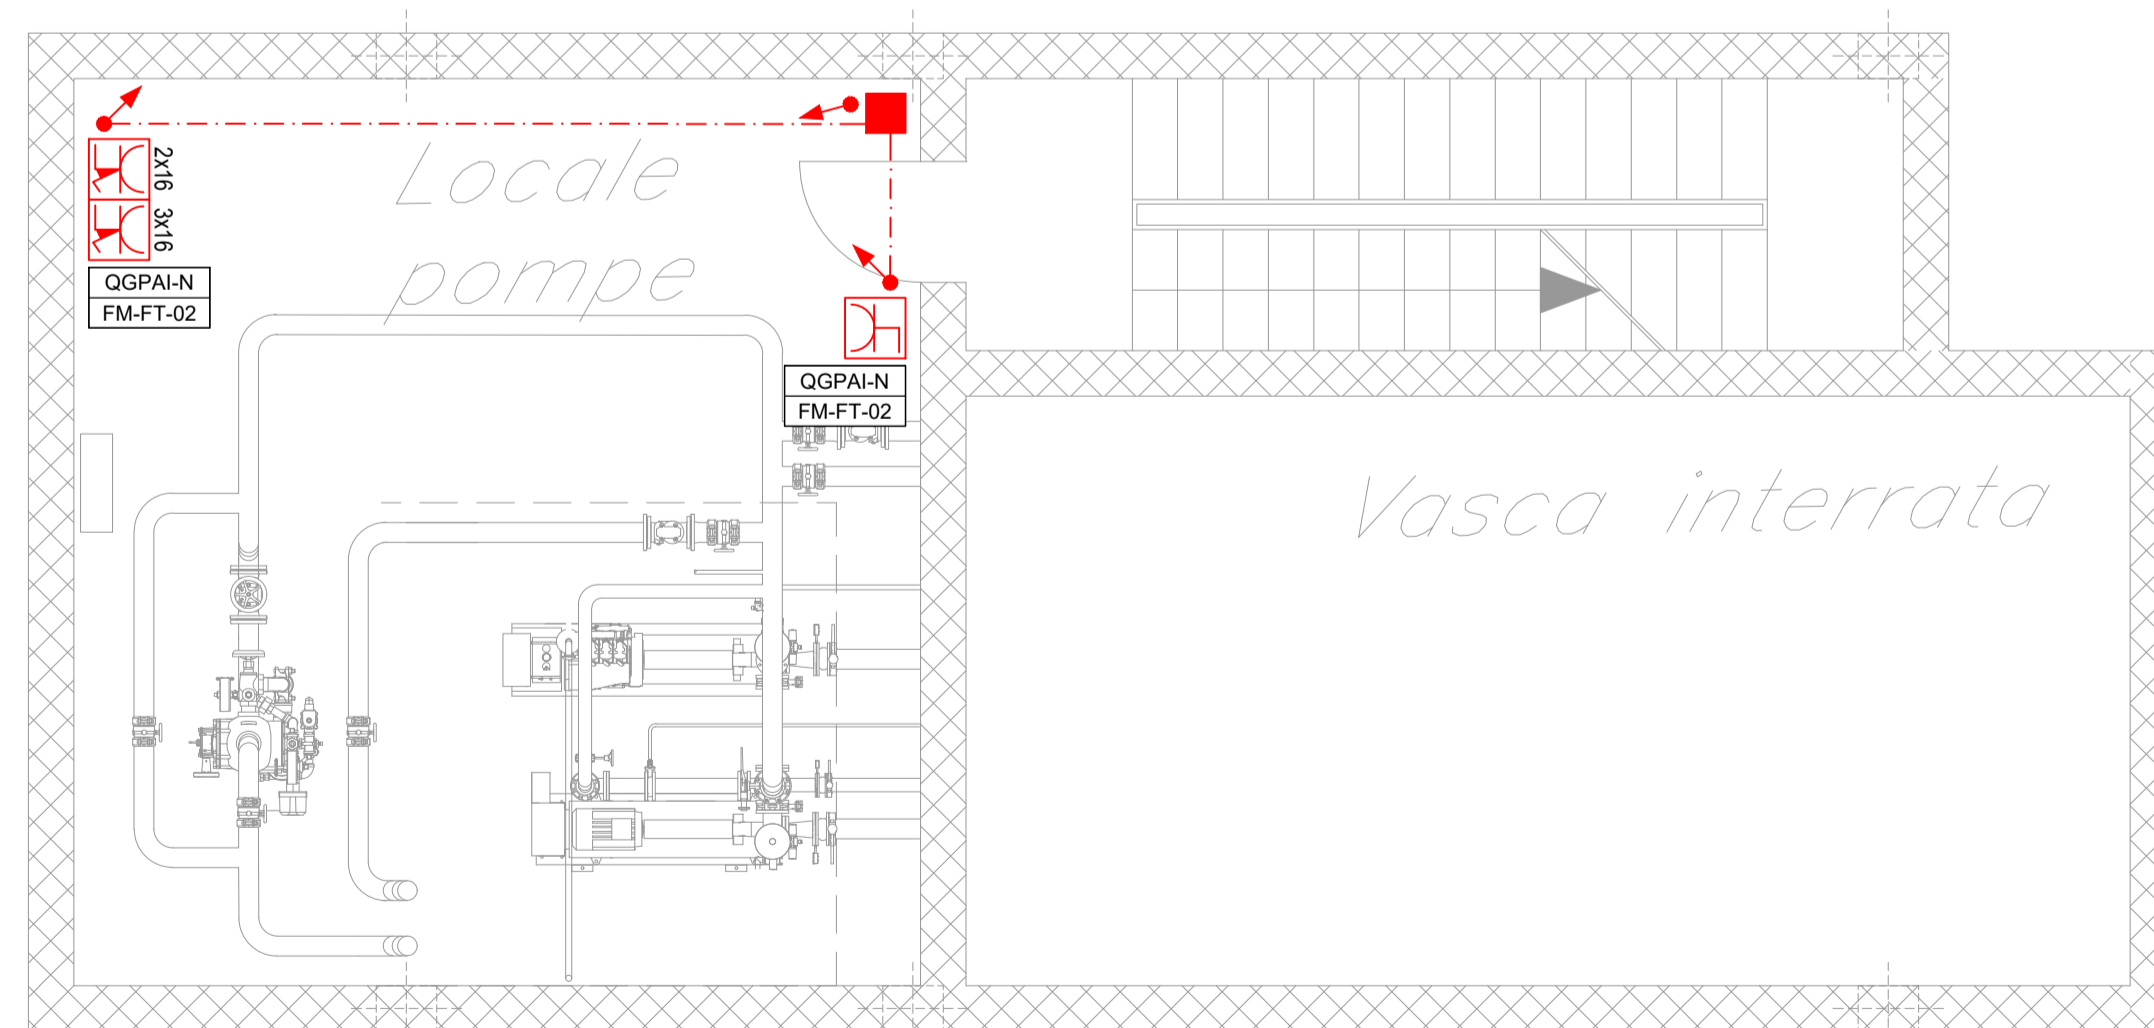 2x16
3x16
QGPAI-N
FM-FT-02
Locale
pompe
QGPAI-N
FM-FT-02
Vasca interrata